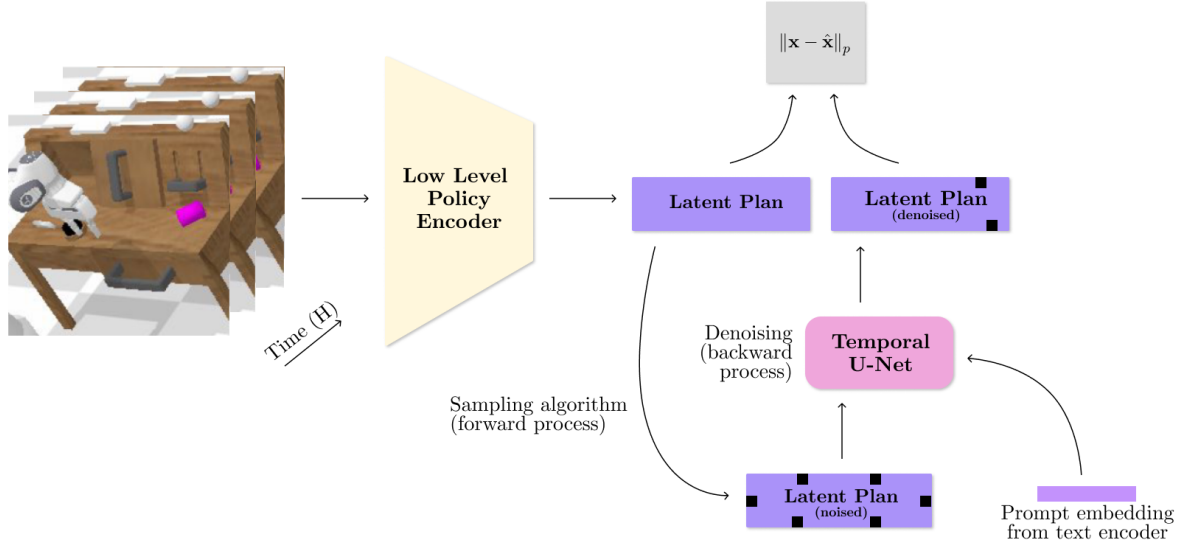 ‖x − x̂‖ₚ
Low Level
Policy
Encoder
Latent Plan
Latent Plan
(denoised)
Time (H)
Denoising
(backward
process)
Temporal
U-Net
Sampling algorithm
(forward process)
Latent Plan
(noised)
Prompt embedding
from text encoder